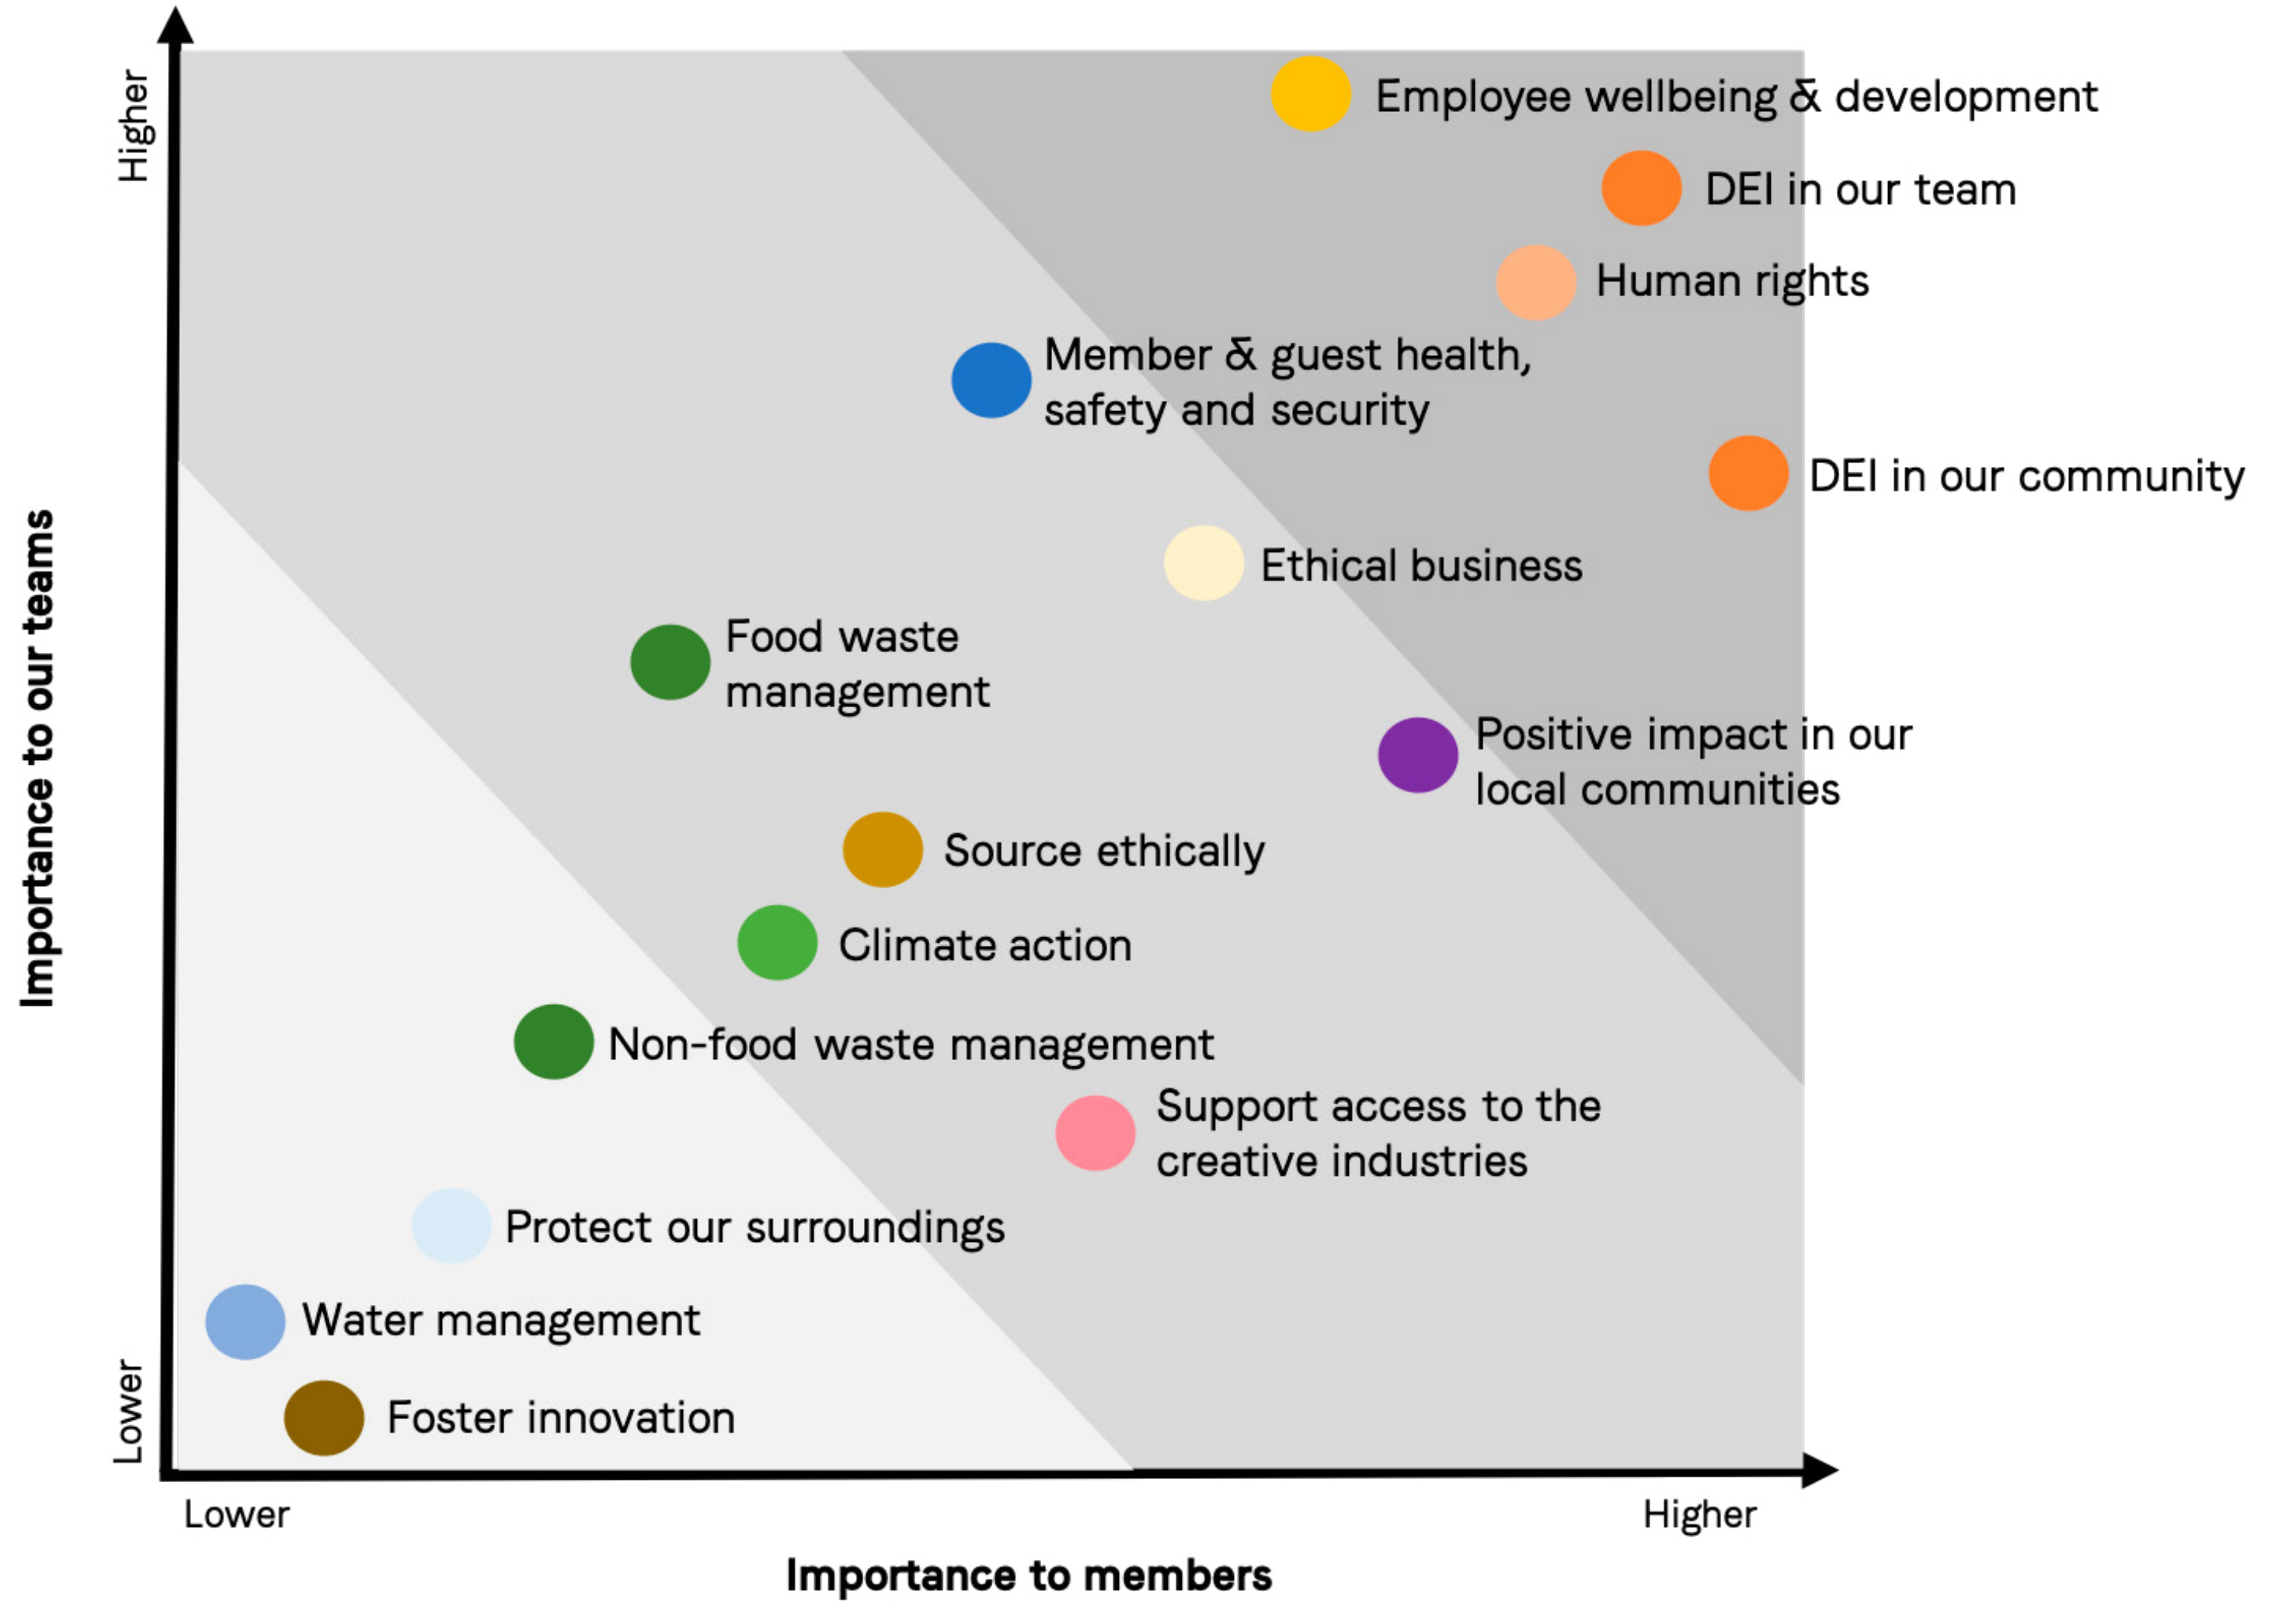 Higher
Employee wellbeing & development
DEI in our team
Human rights
Member & guest health,
safety and security
DEI in our community
Importance to our teams
Ethical business
Food waste
management
Positive impact in our
local communities
Source ethically
Climate action
Non-food waste management
Support access to the
creative industries
Protect our surroundings
Water management
Foster innovation
Lower
Lower
Higher
Importance to members